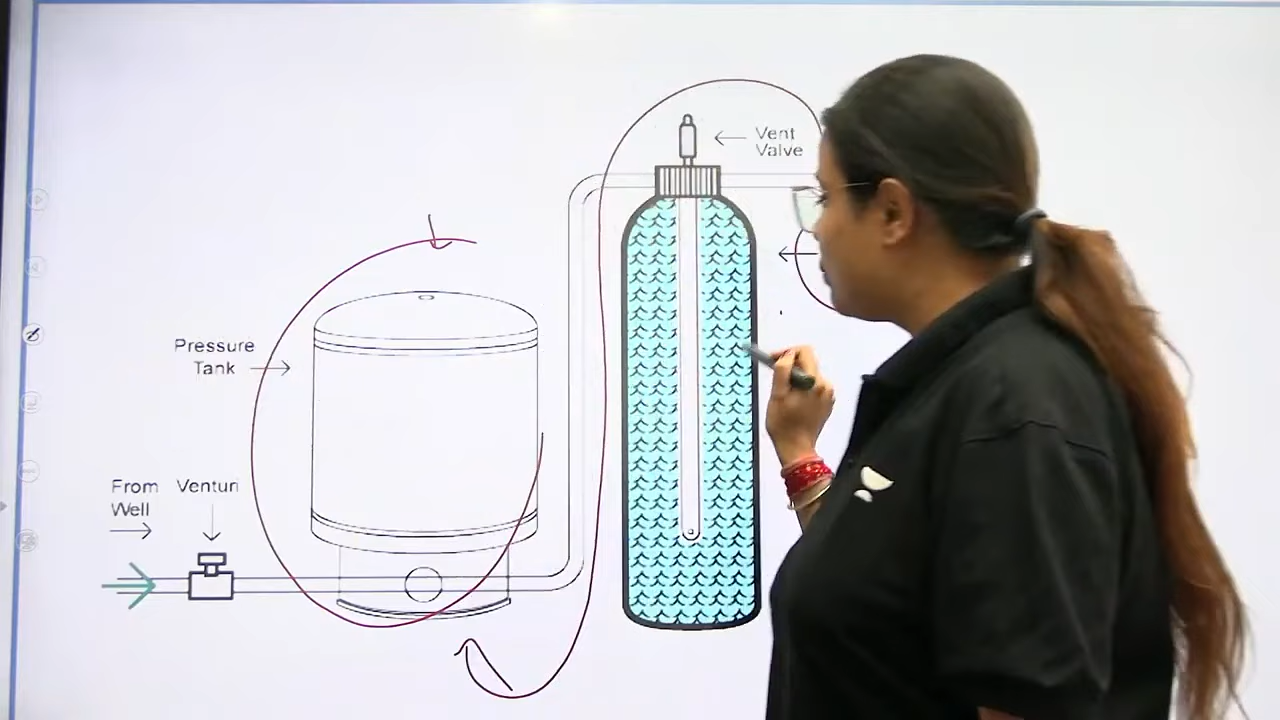 Vent
Valve
Pressure
Tank
From
Well
Venturi